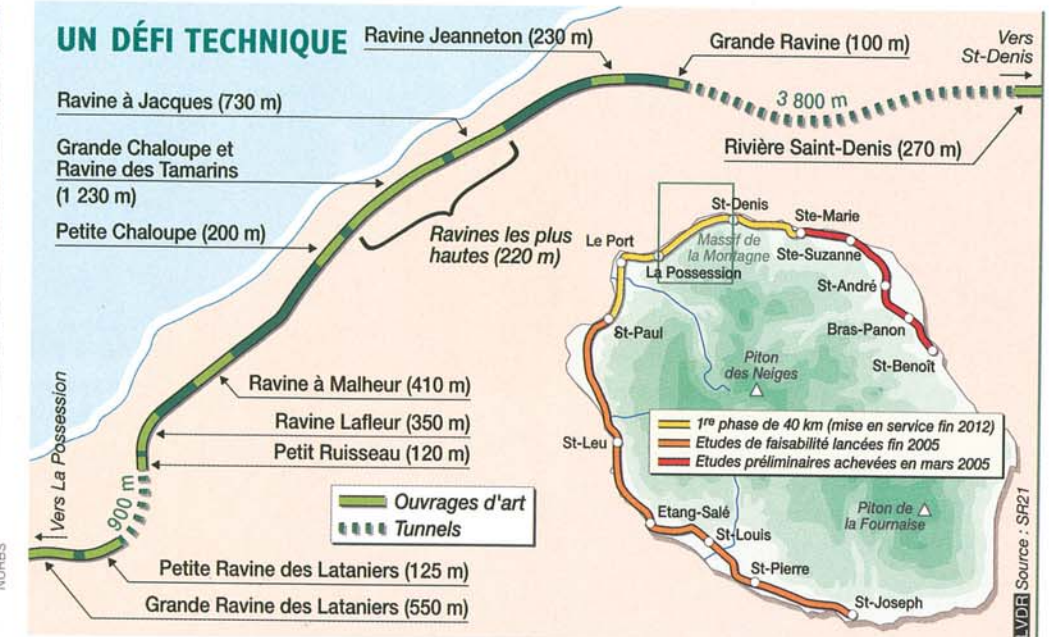 UN DÉFI TECHNIQUE
Ravine Jeanneton (230 m)
Grande Ravine (100 m)
Vers
St-Denis
Ravine à Jacques (730 m)
3 800 m
Grande Chaloupe et
Ravine des Tamarins
(1 230 m)
Rivière Saint-Denis (270 m)
Petite Chaloupe (200 m)
Ravines les plus
hautes (220 m)
Ravine à Malheur (410 m)
Ravine Lafleur (350 m)
Petit Ruisseau (120 m)
Vers La Possession
900 m
Ouvrages d'art
Tunnels
Petite Ravine des Lataniers (125 m)
Grande Ravine des Lataniers (550 m)
St-Denis
Ste-Marie
Le Port
Massif de
la Montagne
Ste-Suzanne
La Possession
St-André
St-Paul
Bras-Panon
St-Benoît
Piton
des Neiges
1re phase de 40 km (mise en service fin 2012)
Etudes de faisabilité lancées fin 2005
Etudes préliminaires achevées en mars 2005
St-Leu
Piton de
la Fournaise
Etang-Salé
St-Louis
St-Pierre
St-Joseph
LVDR Source : SR21